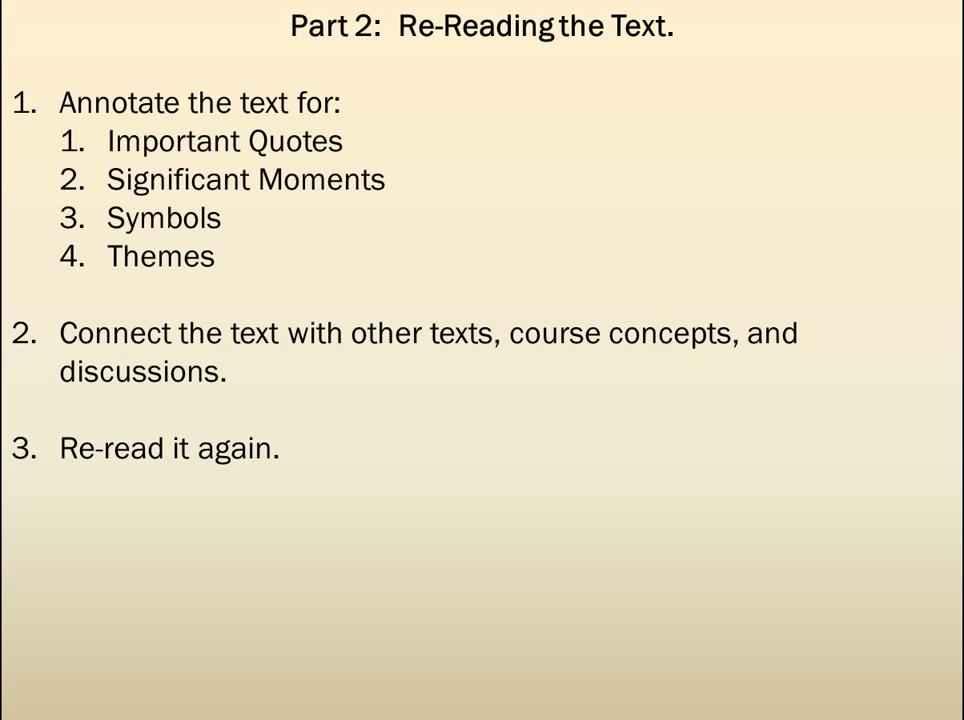 Part 2: Re-Reading the Text.
1. Annotate the text for:
1. Important Quotes
2. Significant Moments
3. Symbols
4. Themes
2. Connect the text with other texts, course concepts, and
discussions.
3. Re-read it again.